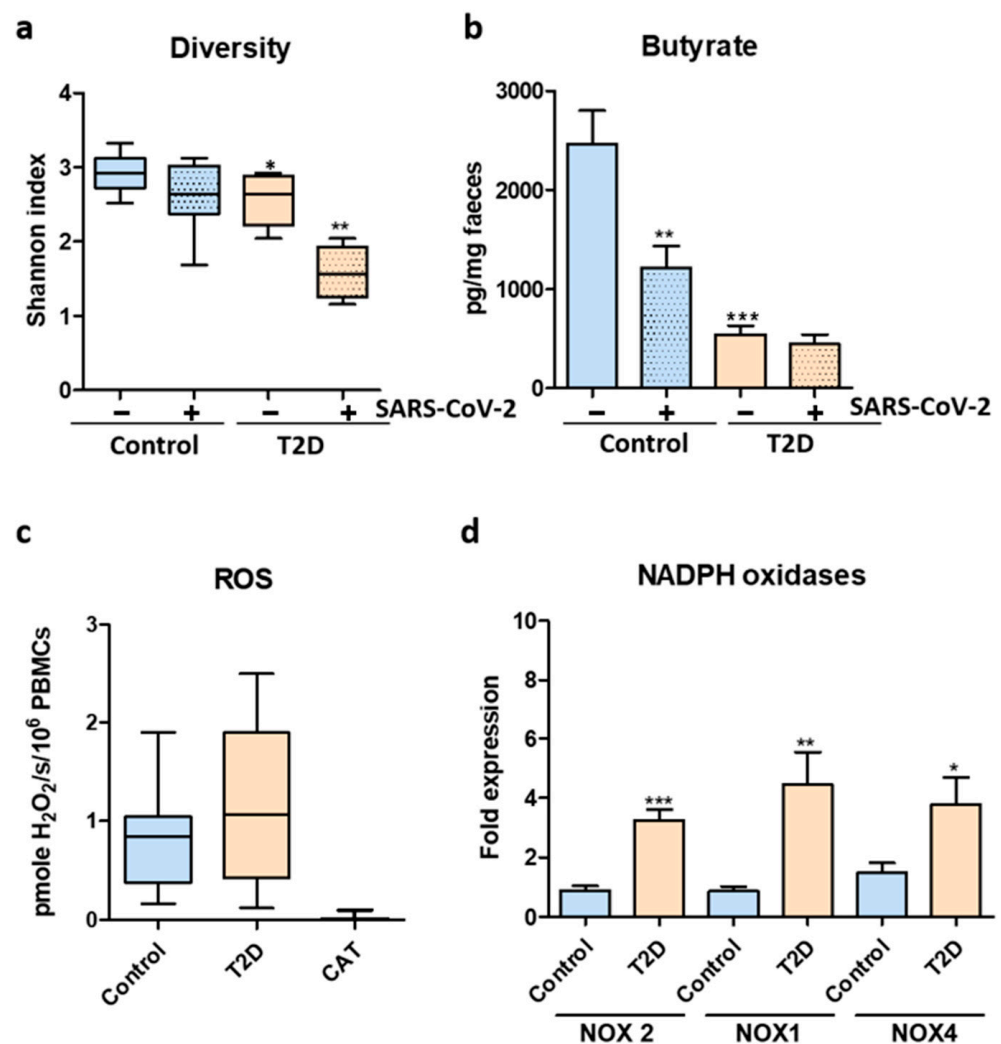 a
Diversity
Shannon index
4
3
2
1
0
*
**
− + − + SARS-CoV-2
Control T2D
b
Butyrate
pg/mg faeces
3000
2000
1000
0
**
***
− + − + SARS-CoV-2
Control T2D
c
ROS
pmole H₂O₂/s/10⁶ PBMCs
3
2
1
0
Control T2D CAT
d
NADPH oxidases
Fold expression
10
8
6
4
2
0
***
**
*
Control T2D Control T2D Control T2D
NOX 2 NOX1 NOX4